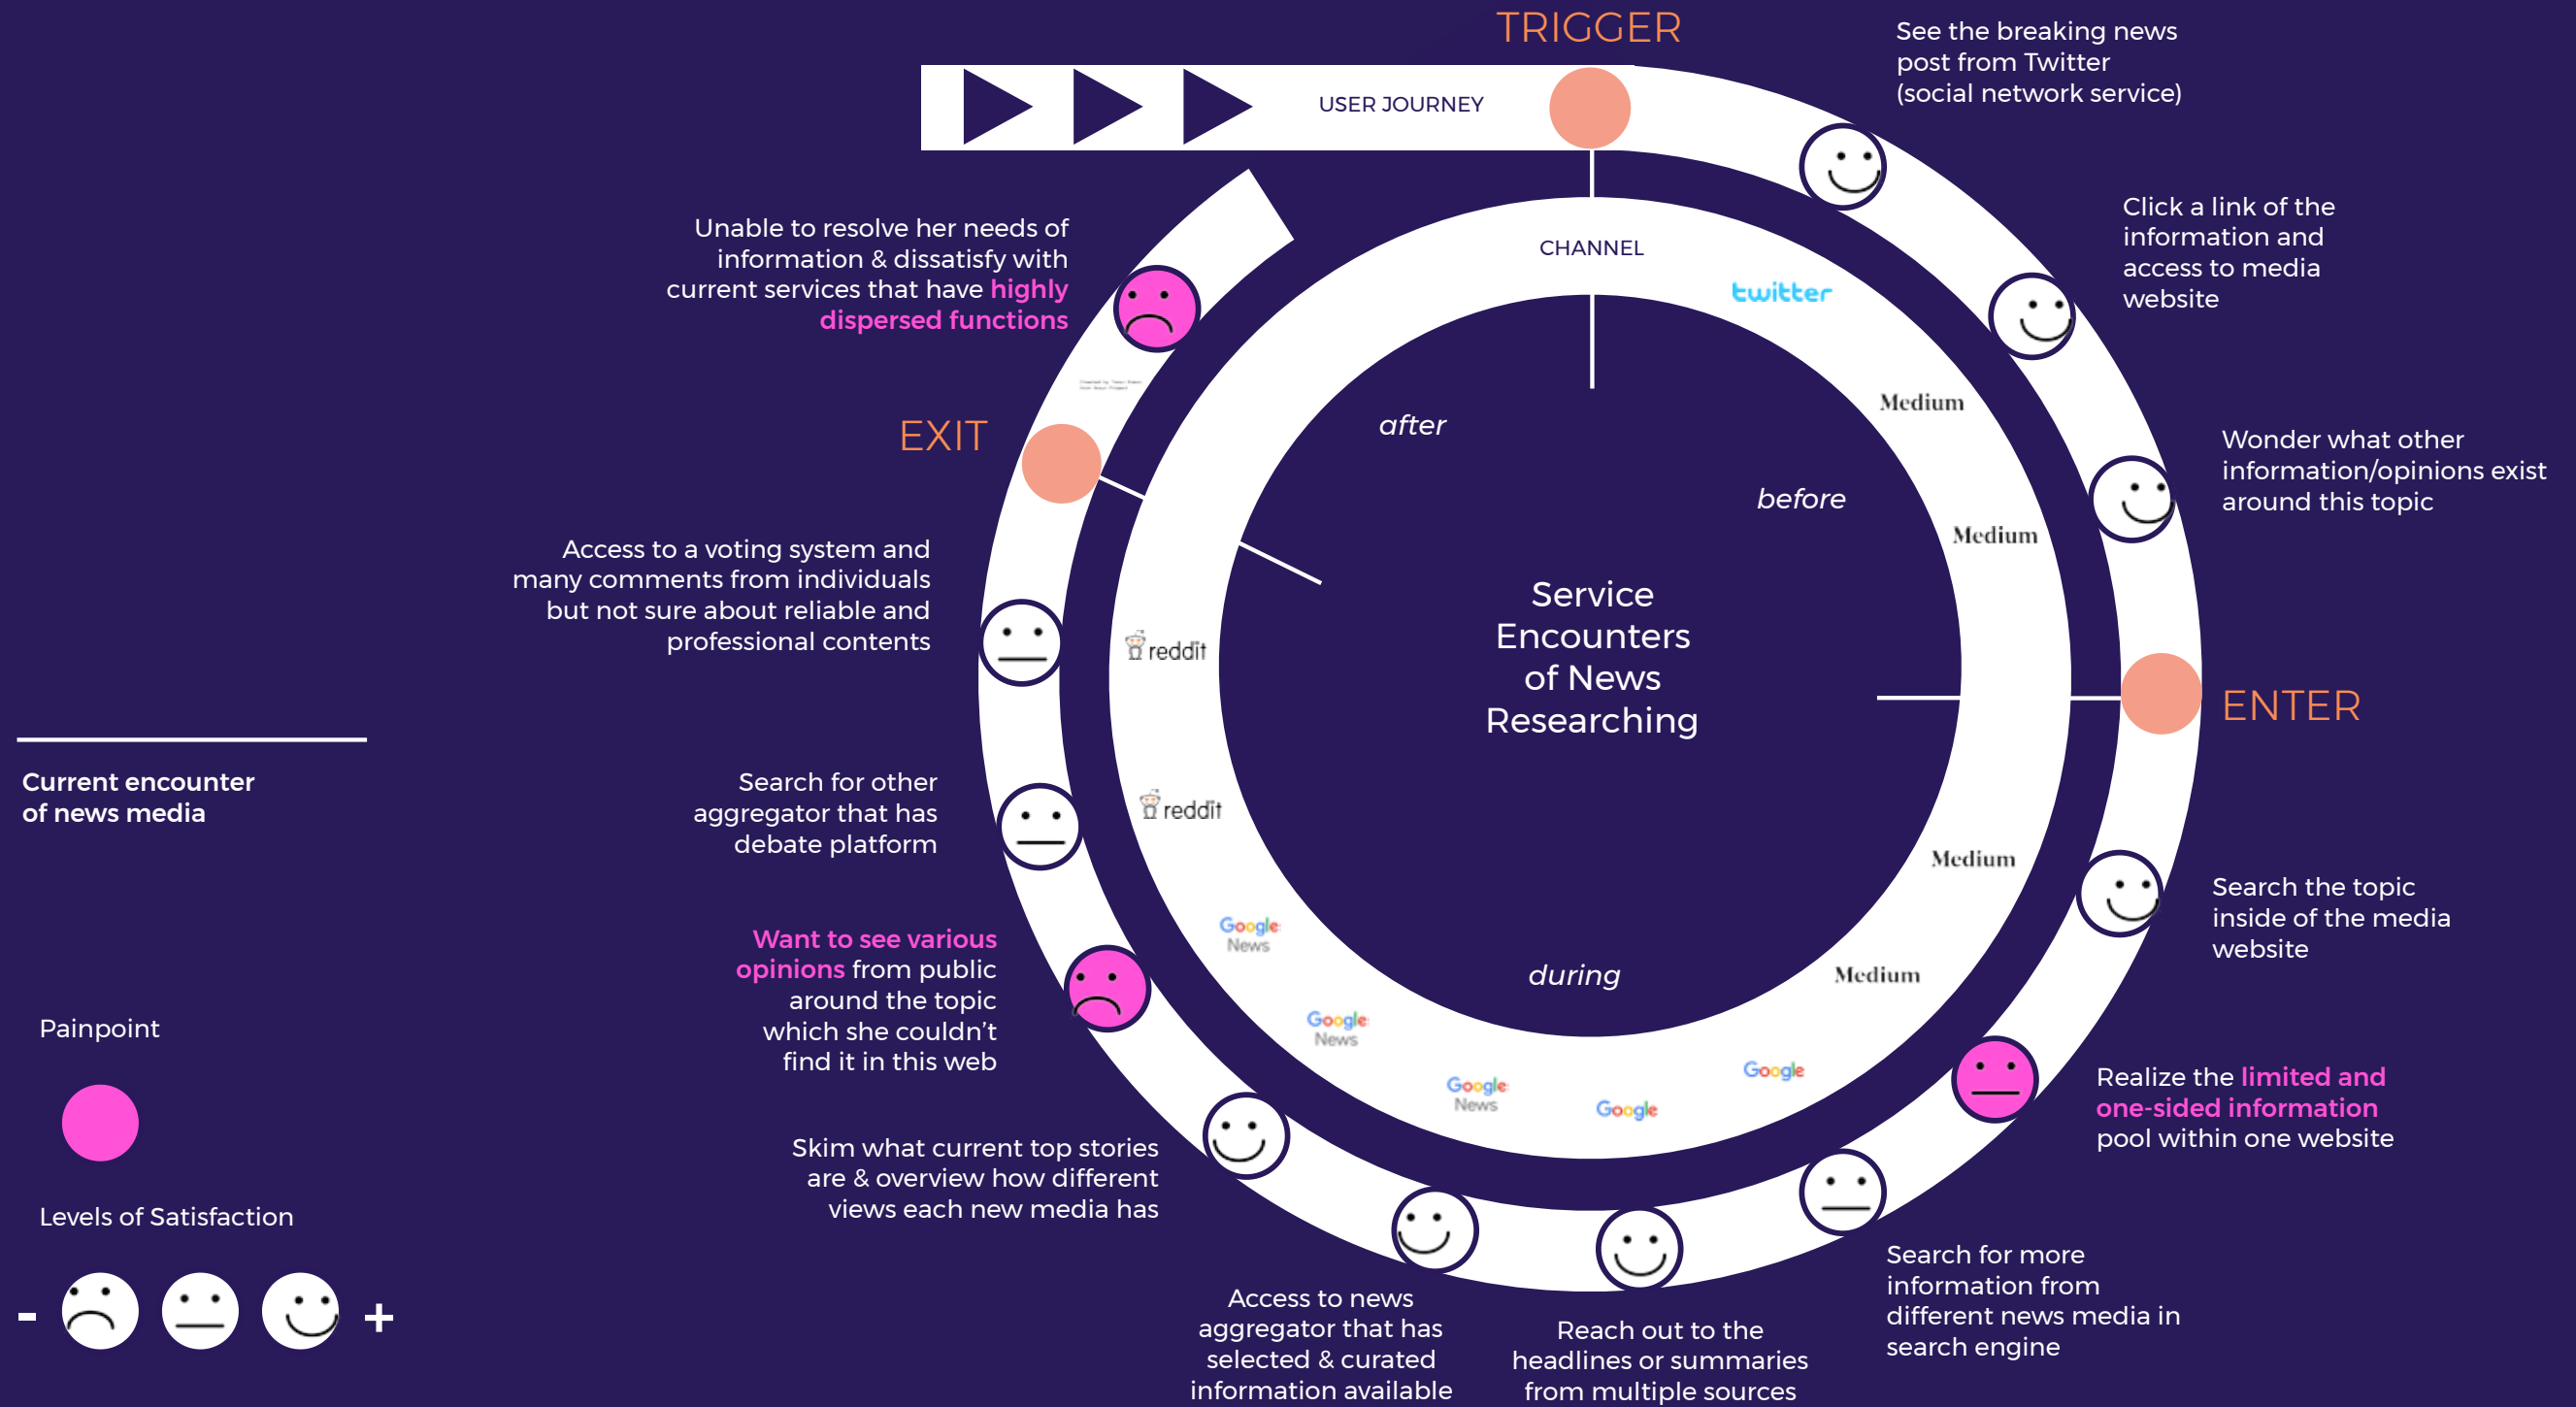 TRIGGER
USER JOURNEY
CHANNEL
See the breaking news
post from Twitter
(social network service)
twitter
Click a link of the
information and
access to media
website
Medium
Wonder what other
information/opinions exist
around this topic
Medium
before
ENTER
Search the topic
inside of the media
website
Medium
Realize the limited and
one-sided information
pool within one website
Medium
Search for more
information from
different news media in
search engine
Google
Reach out to the
headlines or summaries
from multiple sources
Google
during
Access to news
aggregator that has
selected & curated
information available
Google
News
Skim what current top stories
are & overview how different
views each new media has
Google
News
Want to see various
opinions from public
around the topic
which she couldn't
find it in this web
Google
News
Search for other
aggregator that has
debate platform
reddit
Access to a voting system and
many comments from individuals
but not sure about reliable and
professional contents
reddit
EXIT
Unable to resolve her needs of
information & dissatisfy with
current services that have highly
dispersed functions
after
Service
Encounters
of News
Researching
Current encounter
of news media
Painpoint
Levels of Satisfaction
- +